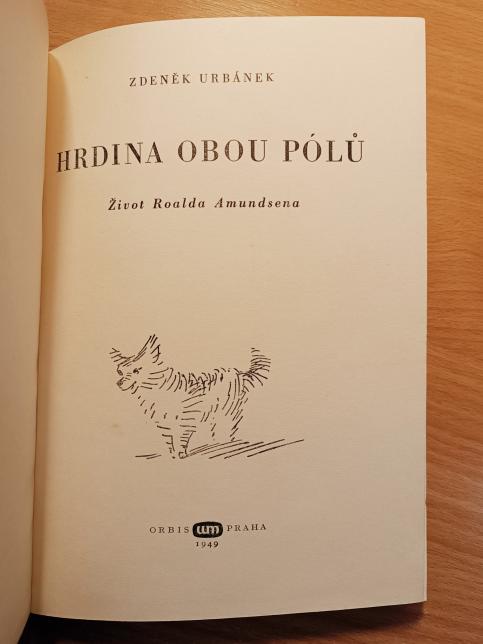 ZDENĚK URBÁNEK
HRDINA OBOU PÓLŮ
Život Roalda Amundsena
ORBIS PRAHA
1949